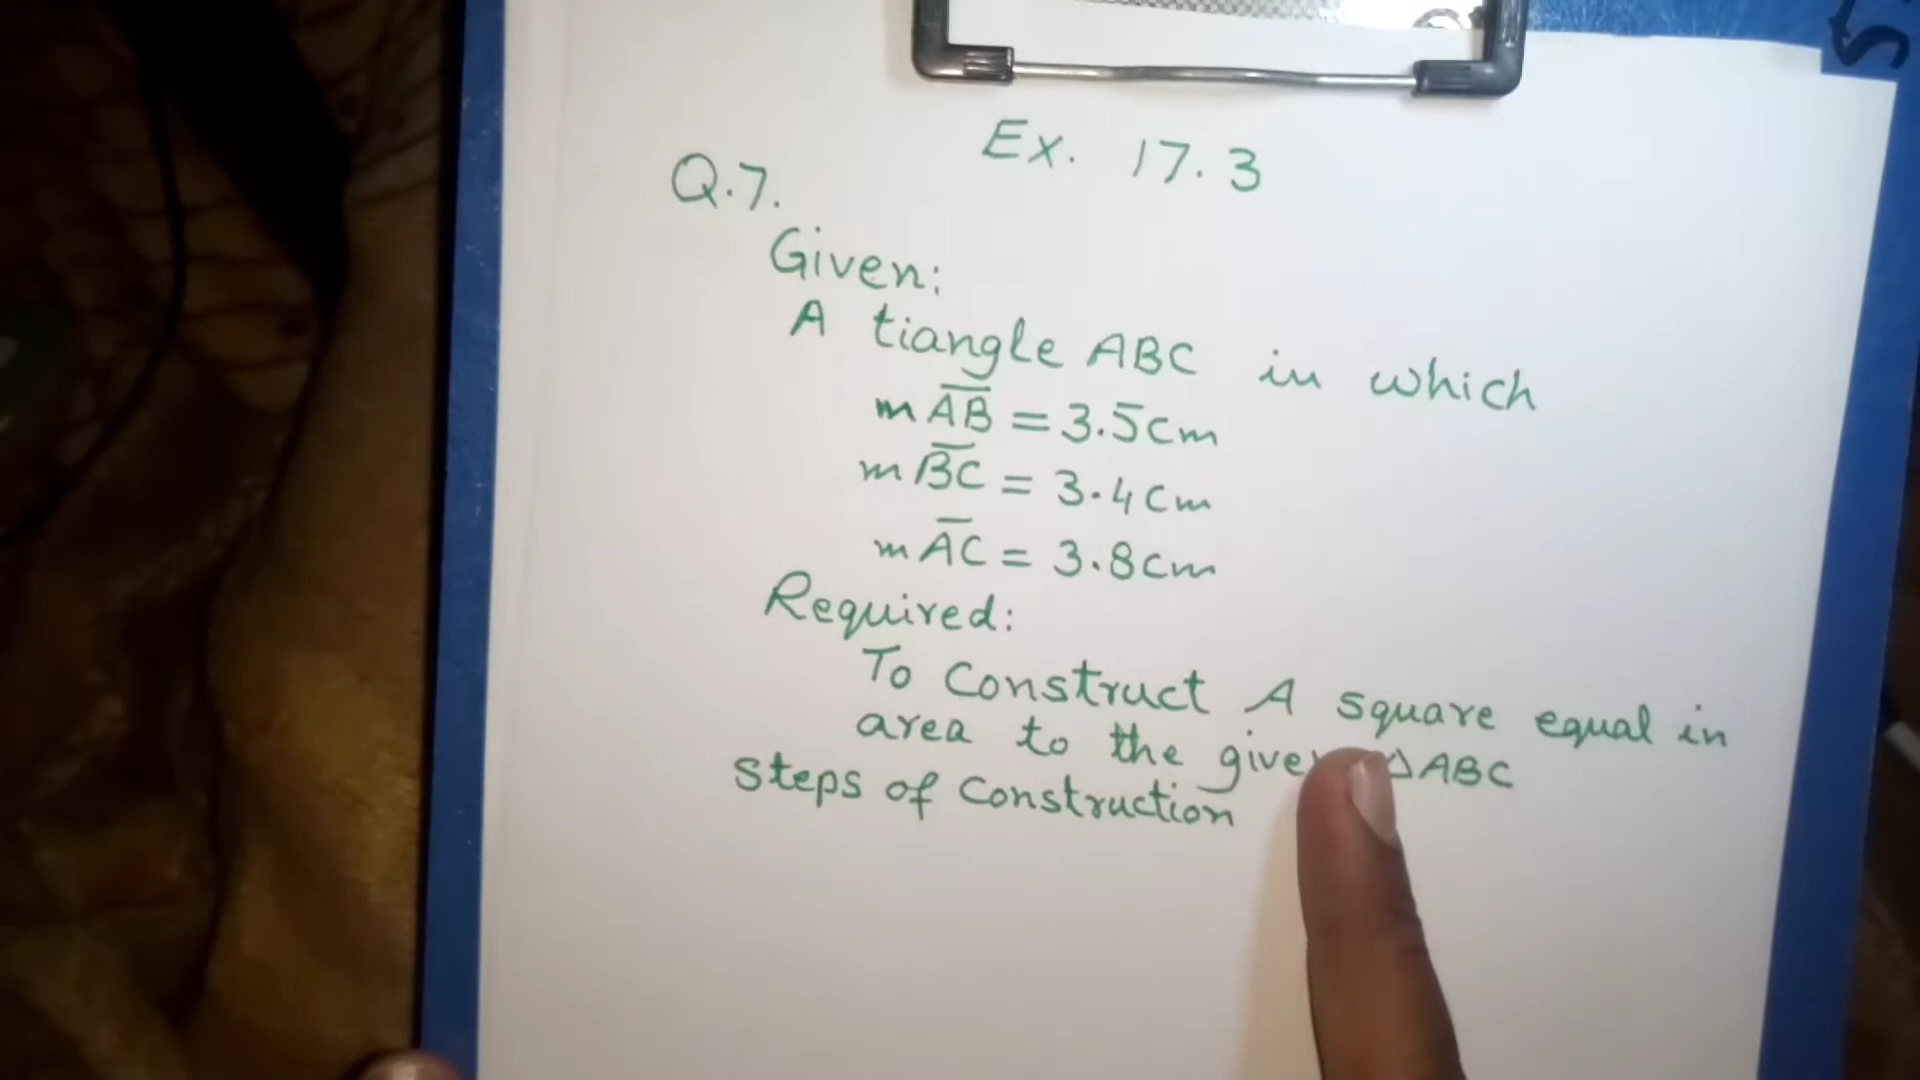 Ex. 17.3
Q.7.
Given:
A tiangle ABC in which
mAB = 3.5cm
mBC = 3.4cm
mAC = 3.8cm
Required:
To Construct A square equal in
area to the given △ABC
steps of Construction